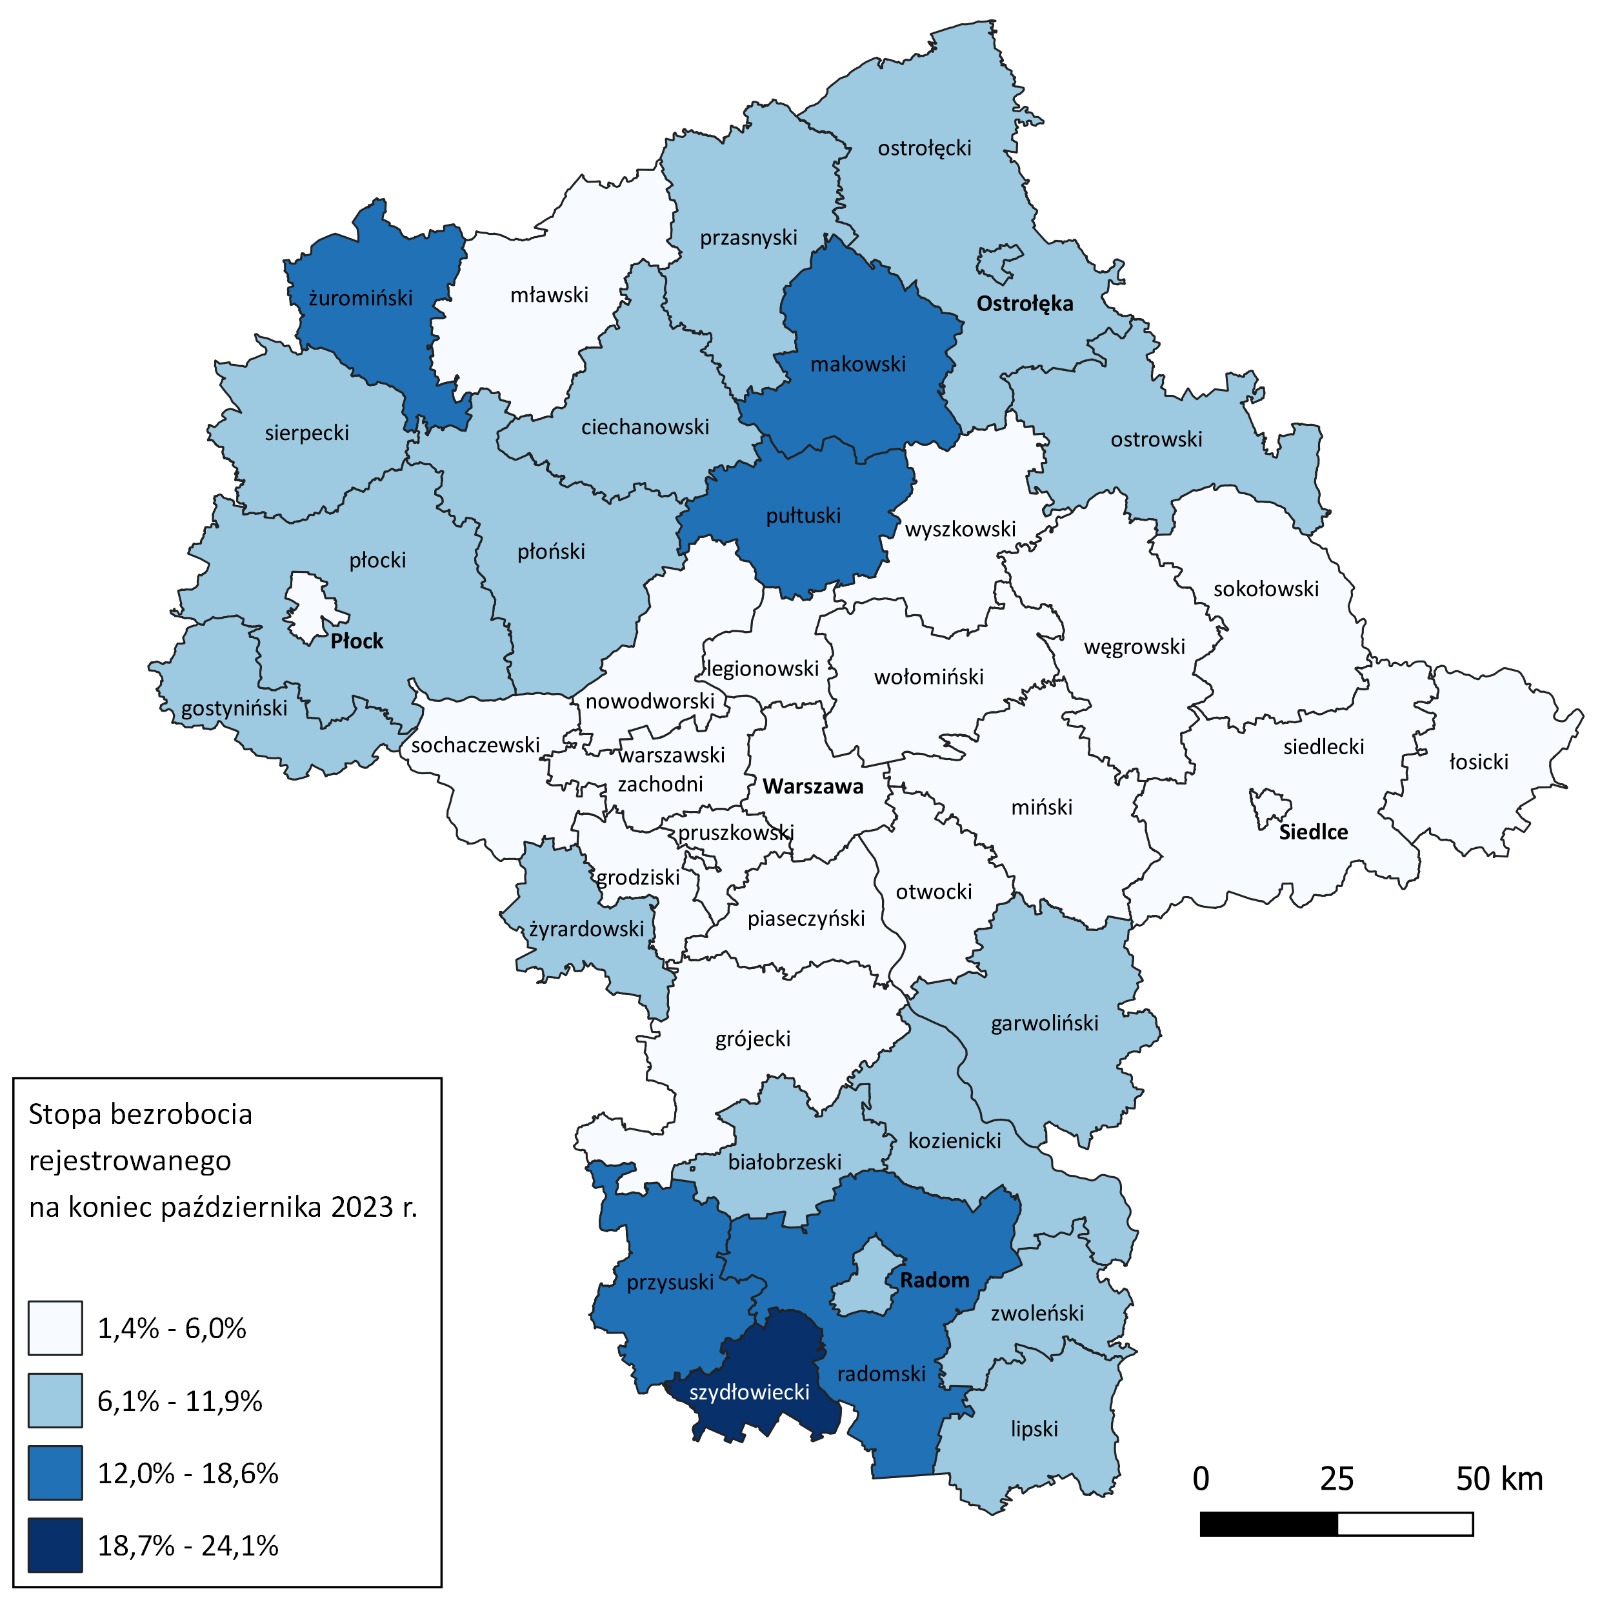 ostrołęcki
przasnyski
żuromiński
mławski
Ostrołęka
makowski
ciechanowski
sierpecki
ostrowski
pułtuski
wyszkowski
płoński
płocki
sokołowski
Płock
węgrowski
legionowski
wołomiński
nowodworski
gostyniński
sochaczewski
siedlecki
warszawski
zachodni
łosicki
Warszawa
miński
pruszkowski
Siedlce
grodziski
otwocki
piaseczyński
żyrardowski
garwoliński
grójecki
kozienicki
białobrzeski
przysuski
Radom
zwoleński
radomski
szydłowiecki
lipski
Stopa bezrobocia
rejestrowanego
na koniec października 2023 r.
1,4% - 6,0%
6,1% - 11,9%
12,0% - 18,6%
18,7% - 24,1%
0 25 50 km